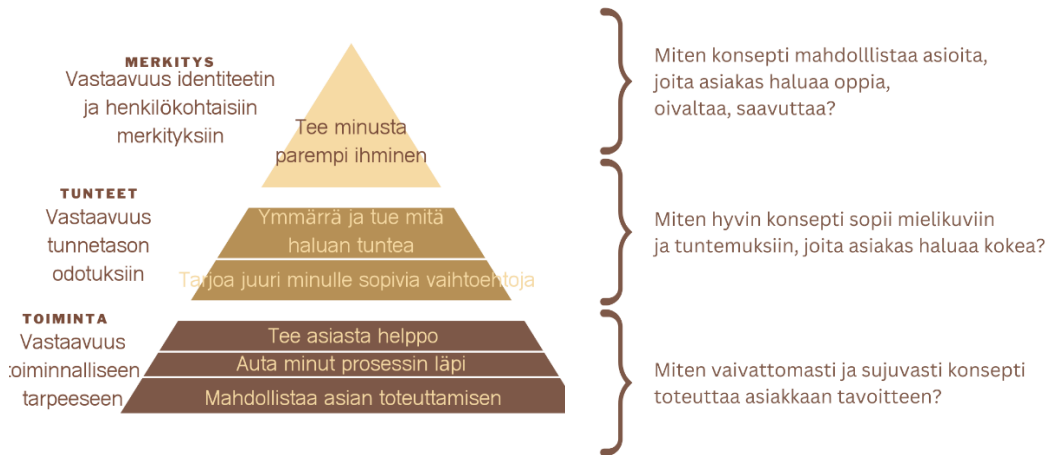 MERKITYS
Vastaavuus identiteetin
ja henkilökohtaisiin
merkityksiin
Tee minusta
parempi ihminen
Miten konsepti mahdolllistaa asioita,
joita asiakas haluaa oppia,
oivaltaa, saavuttaa?
TUNTEET
Vastaavuus
tunnetason
odotuksiin
Ymmärrä ja tue mitä
haluan tuntea
Tarjoa juuri minulle sopivia vaihtoehtoja
Miten hyvin konsepti sopii mielikuviin
ja tuntemuksiin, joita asiakas haluaa kokea?
TOIMINTA
Vastaavuus
toiminnalliseen
tarpeeseen
Tee asiasta helppo
Auta minut prosessin läpi
Mahdollistaa asian toteuttamisen
Miten vaivattomasti ja sujuvasti konsepti
toteuttaa asiakkaan tavoitteen?